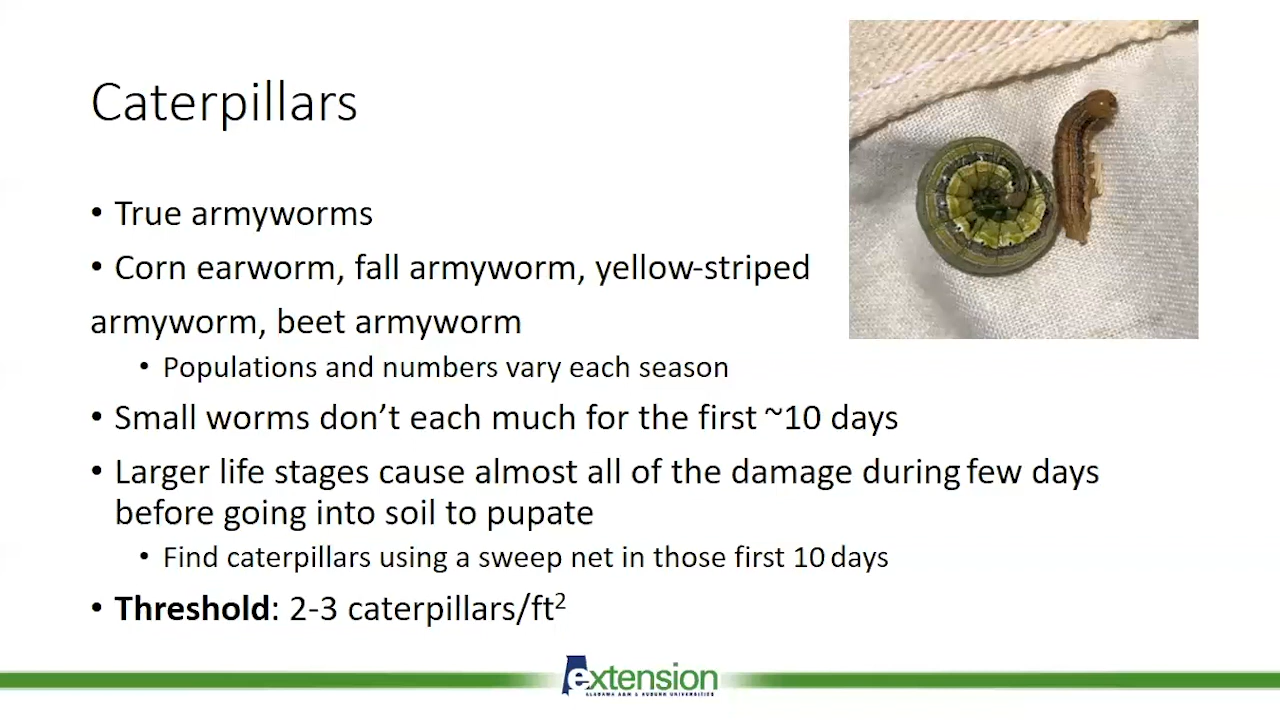 Caterpillars
• True armyworms
• Corn earworm, fall armyworm, yellow-striped
armyworm, beet armyworm
• Populations and numbers vary each season
• Small worms don’t each much for the first ~10 days
• Larger life stages cause almost all of the damage during few days
before going into soil to pupate
• Find caterpillars using a sweep net in those first 10 days
• Threshold: 2-3 caterpillars/ft²
extension
ALABAMA A&M & AUBURN UNIVERSITIES